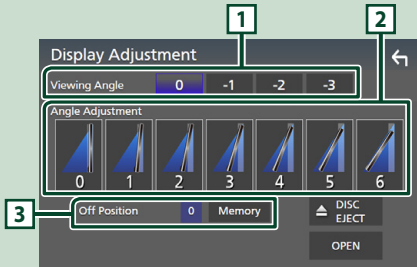 1
2
Display Adjustment
Viewing Angle 0 -1 -2 -3
Angle Adjustment
0 1 2 3 4 5 6
3
Off Position 0 Memory
DISC
EJECT
OPEN